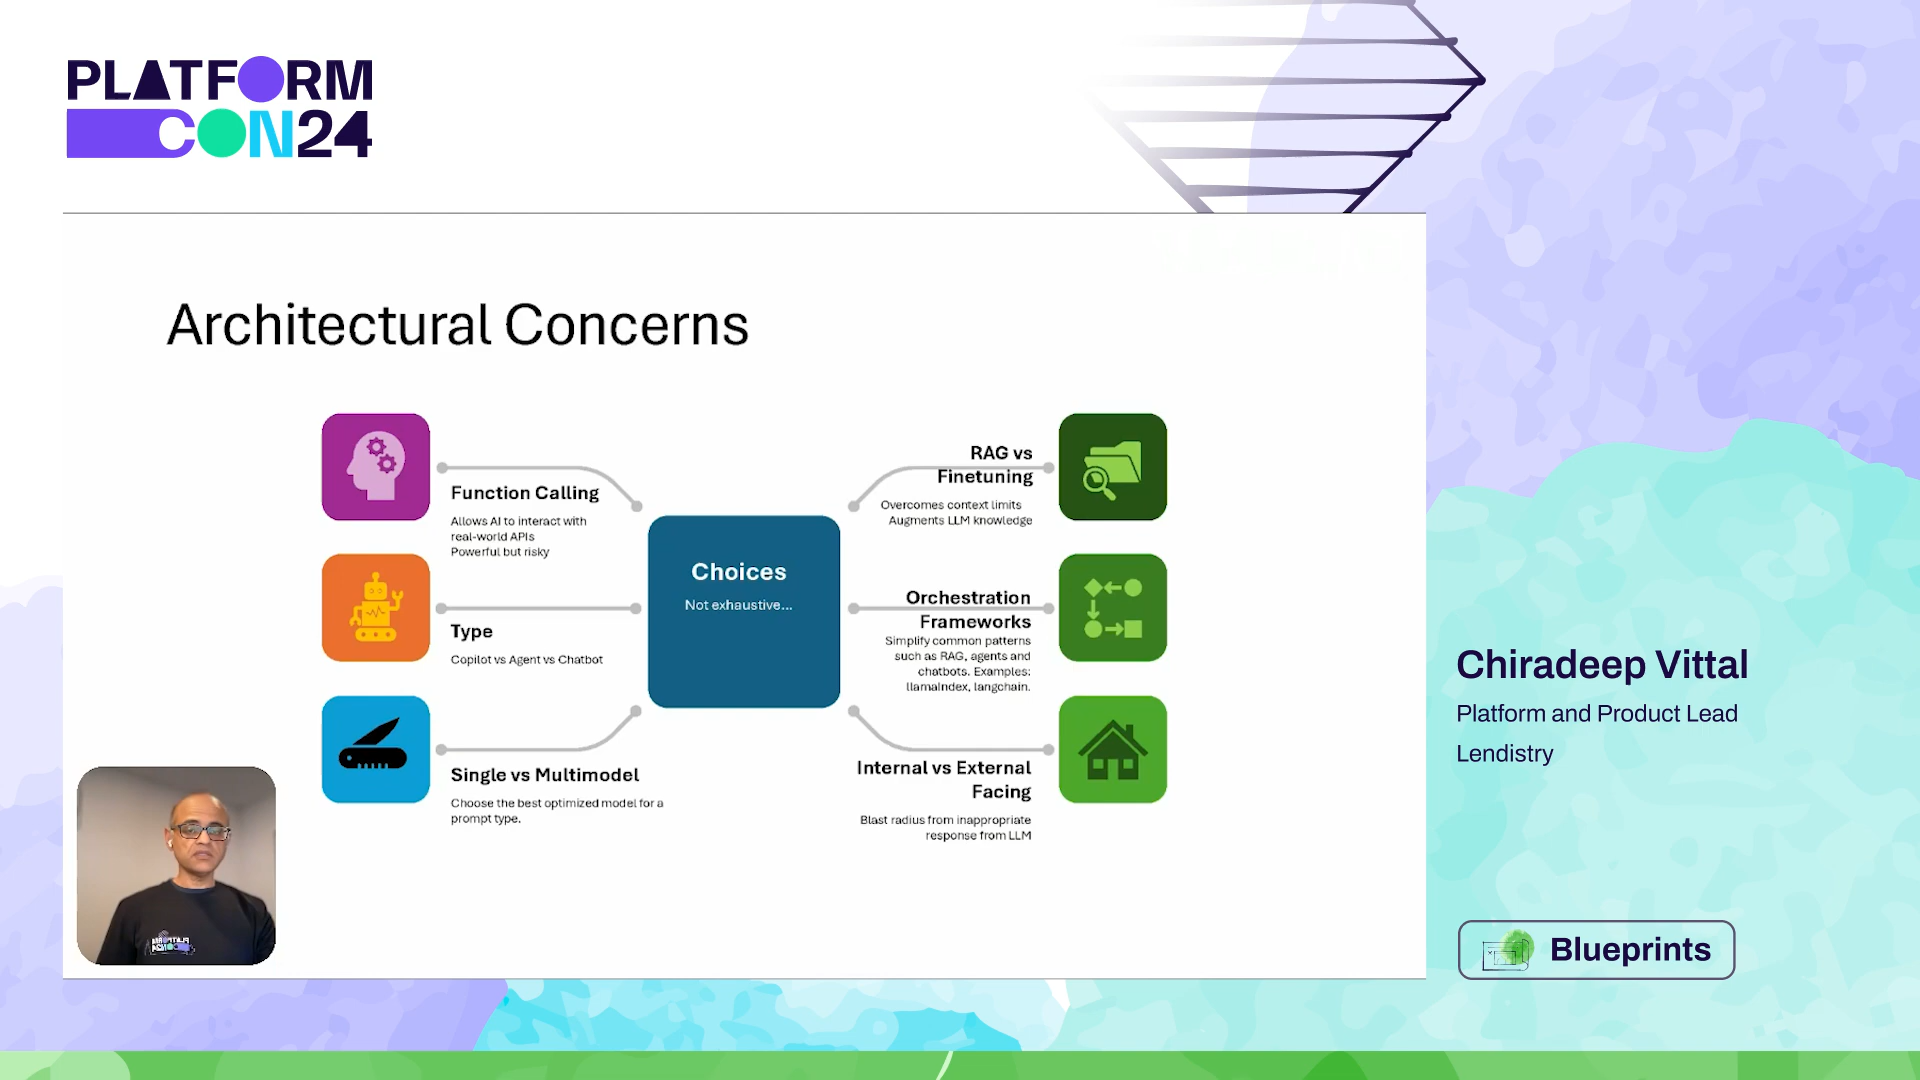 PLATFORM
CON24
Architectural Concerns
Function Calling
Allows AI to interact with
real-world APIs
Powerful but risky
Type
Copilot vs Agent vs Chatbot
Single vs Multimodel
Choose the best optimized model for a
prompt type.
Choices
Not exhaustive...
RAG vs
Finetuning
Overcomes context limits
Augments LLM knowledge
Orchestration
Frameworks
Simplify common patterns
such as RAG, agents and
chatbots. Examples:
llamaIndex, langchain.
Internal vs External
Facing
Blast radius from inappropriate
response from LLM
Chiradeep Vittal
Platform and Product Lead
Lendistry
Blueprints